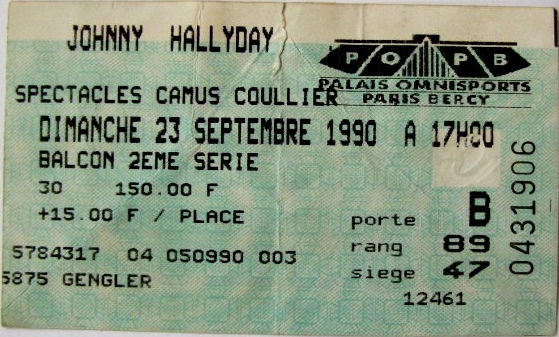 JOHNNY HALLYDAY
POPB
PALAIS OMNISPORTS
PARIS BERCY
SPECTACLES CAMUS COULLIER
DIMANCHE 23 SEPTEMBRE 1990 A 17H00
BALCON 2EME SERIE
30 150.00 F
+15.00 F / PLACE
porte B
rang 89
siege 47
5784317 04 050990 003
5875 GENGLER
12461
0431906